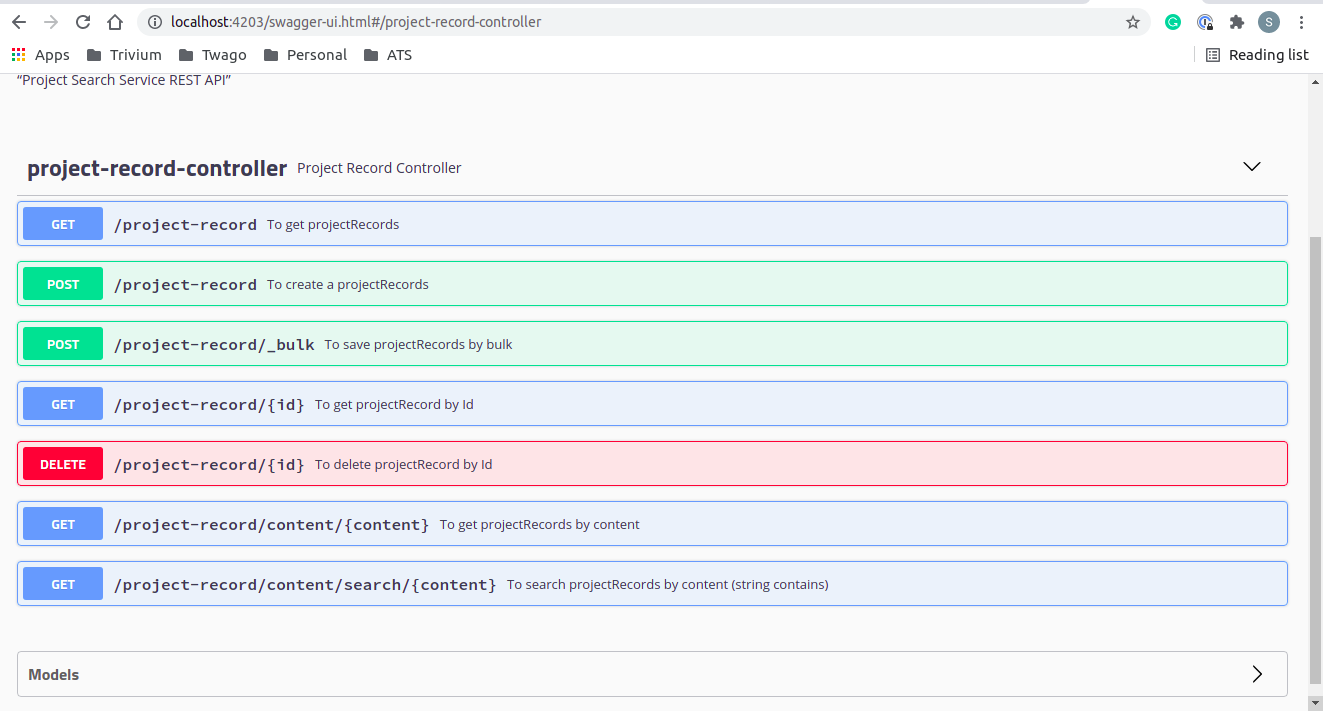 localhost:4203/swagger-ui.html#/project-record-controller
S
Apps Trivium Twago Personal ATS Reading list
“Project Search Service REST API”
project-record-controller Project Record Controller
GET /project-record To get projectRecords
POST /project-record To create a projectRecords
POST /project-record/_bulk To save projectRecords by bulk
GET /project-record/{id} To get projectRecord by Id
DELETE /project-record/{id} To delete projectRecord by Id
GET /project-record/content/{content} To get projectRecords by content
GET /project-record/content/search/{content} To search projectRecords by content (string contains)
Models